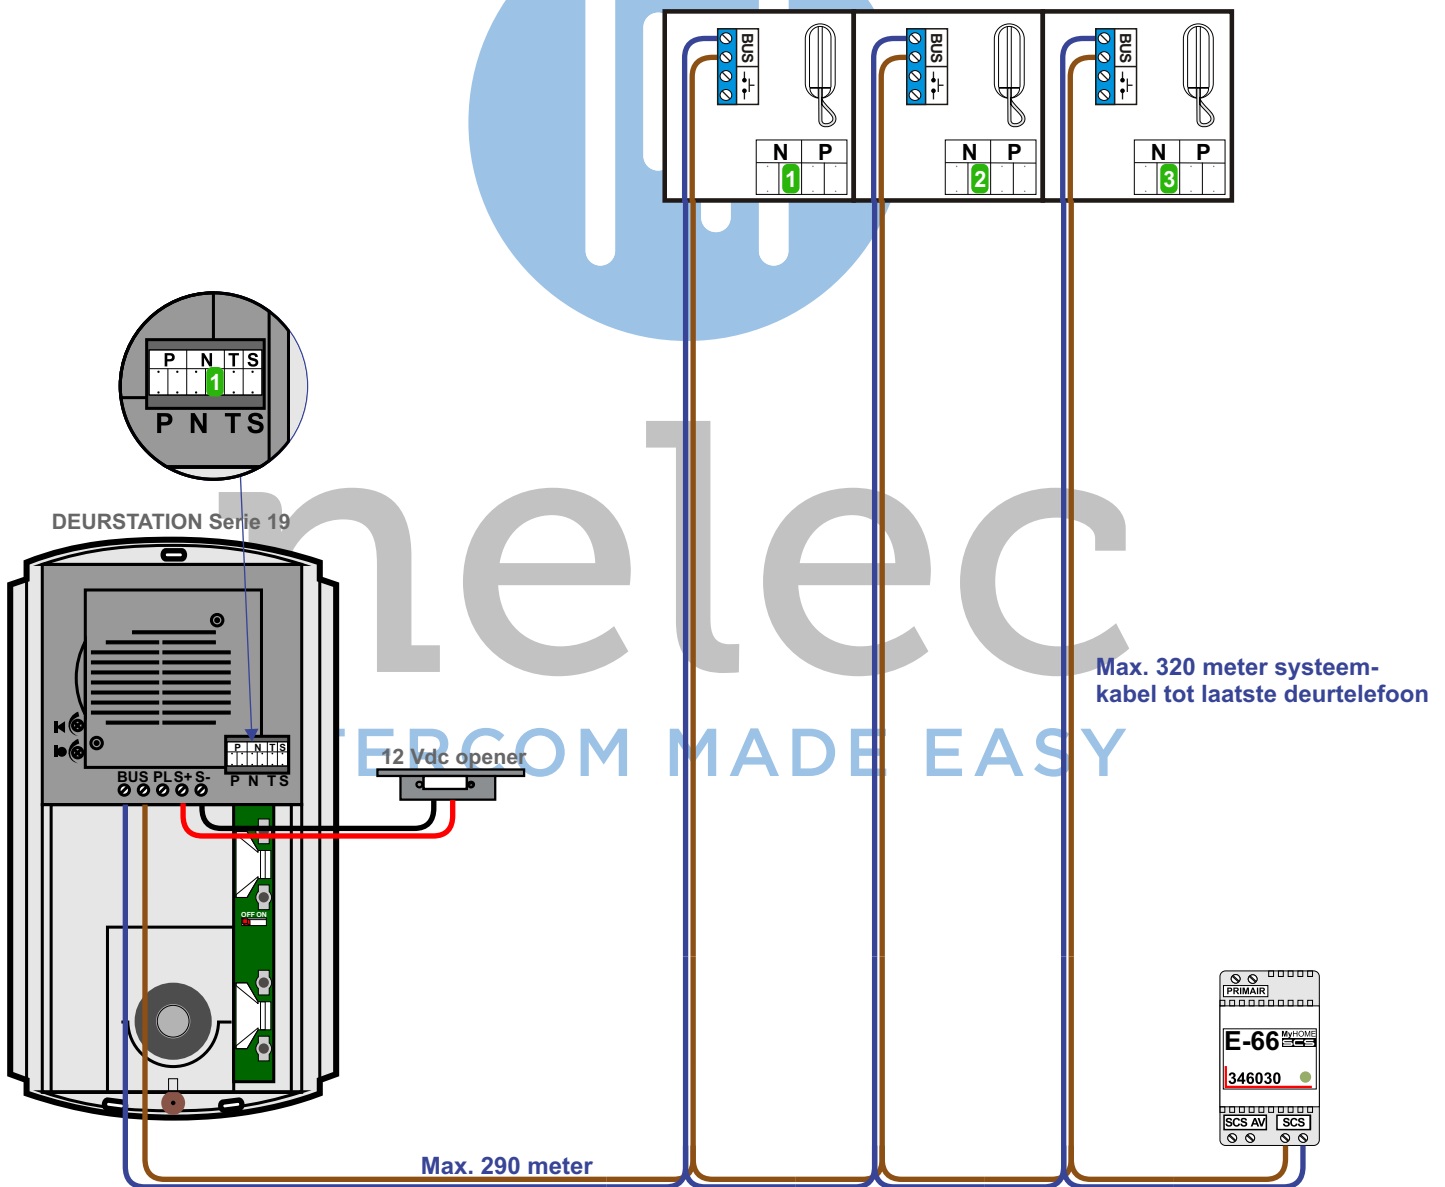 BUS
N P
1
BUS
N P
2
BUS
N P
3
P N T S
1
P N T S
DEURSTATION Serie 19
nelec
INTERCOM MADE EASY
Max. 320 meter systeem-
kabel tot laatste deurtelefoon
12 Vdc opener
P N T S
P N T S
BUS PL S+ S-
OFF ON
PRIMAIR
E-66 MyHOME
SCS
346030
SCS AV SCS
Max. 290 meter